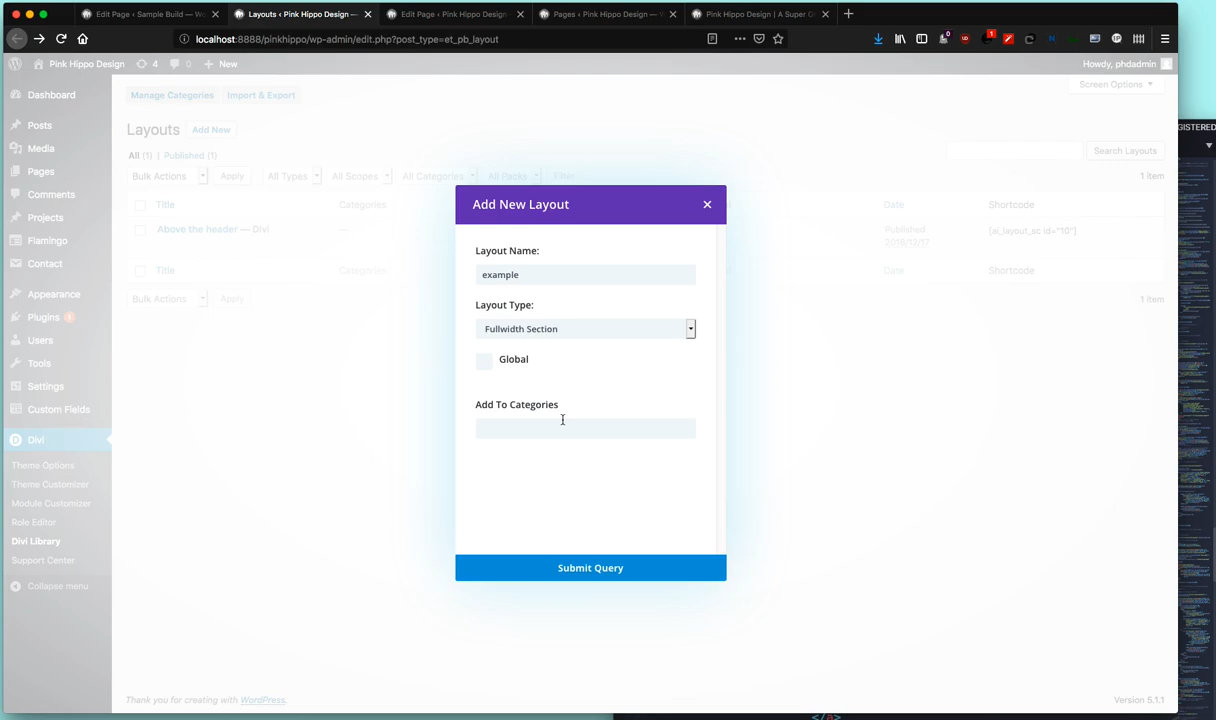 Edit Page ‹ Sample Build — Wo
Layouts ‹ Pink Hippo Design —
Edit Page ‹ Pink Hippo Design
Pages ‹ Pink Hippo Design —
Pink Hippo Design | A Super G
localhost:8888/pinkhippo/wp-admin/edit.php?post_type=et_pb_layout
Pink Hippo Design
4
New
Howdy, phdadmin
Dashboard
Posts
Media
Pages
Comments
Projects
Flamingo
Contact
Appearance
Plugins 1
Users
Tools
Settings
Custom Fields
Divi
Theme Options
Theme Customizer
Module Customizer
Role Editor
Divi Library
Support Center
Collapse menu
Manage Categories
Import & Export
Screen Options
Layouts
Add New
All (1) | Published (1)
Search Layouts
Bulk Actions
Apply
All Types
All Scopes
All Categories
All Packs
Filter
1 item
Title
Categories
Date
Shortcode
Above the header — Divi
—
Published
2018/12/17
[ai_layout_sc id="10"]
Title
Categories
Date
Shortcode
Bulk Actions
Apply
1 item
Add New Layout
Layout Name:
example
Layout Type:
Fullwidth Section
Global
Add To Categories
Submit Query
Thank you for creating with WordPress.
Version 5.1.1
GISTERED
</a>